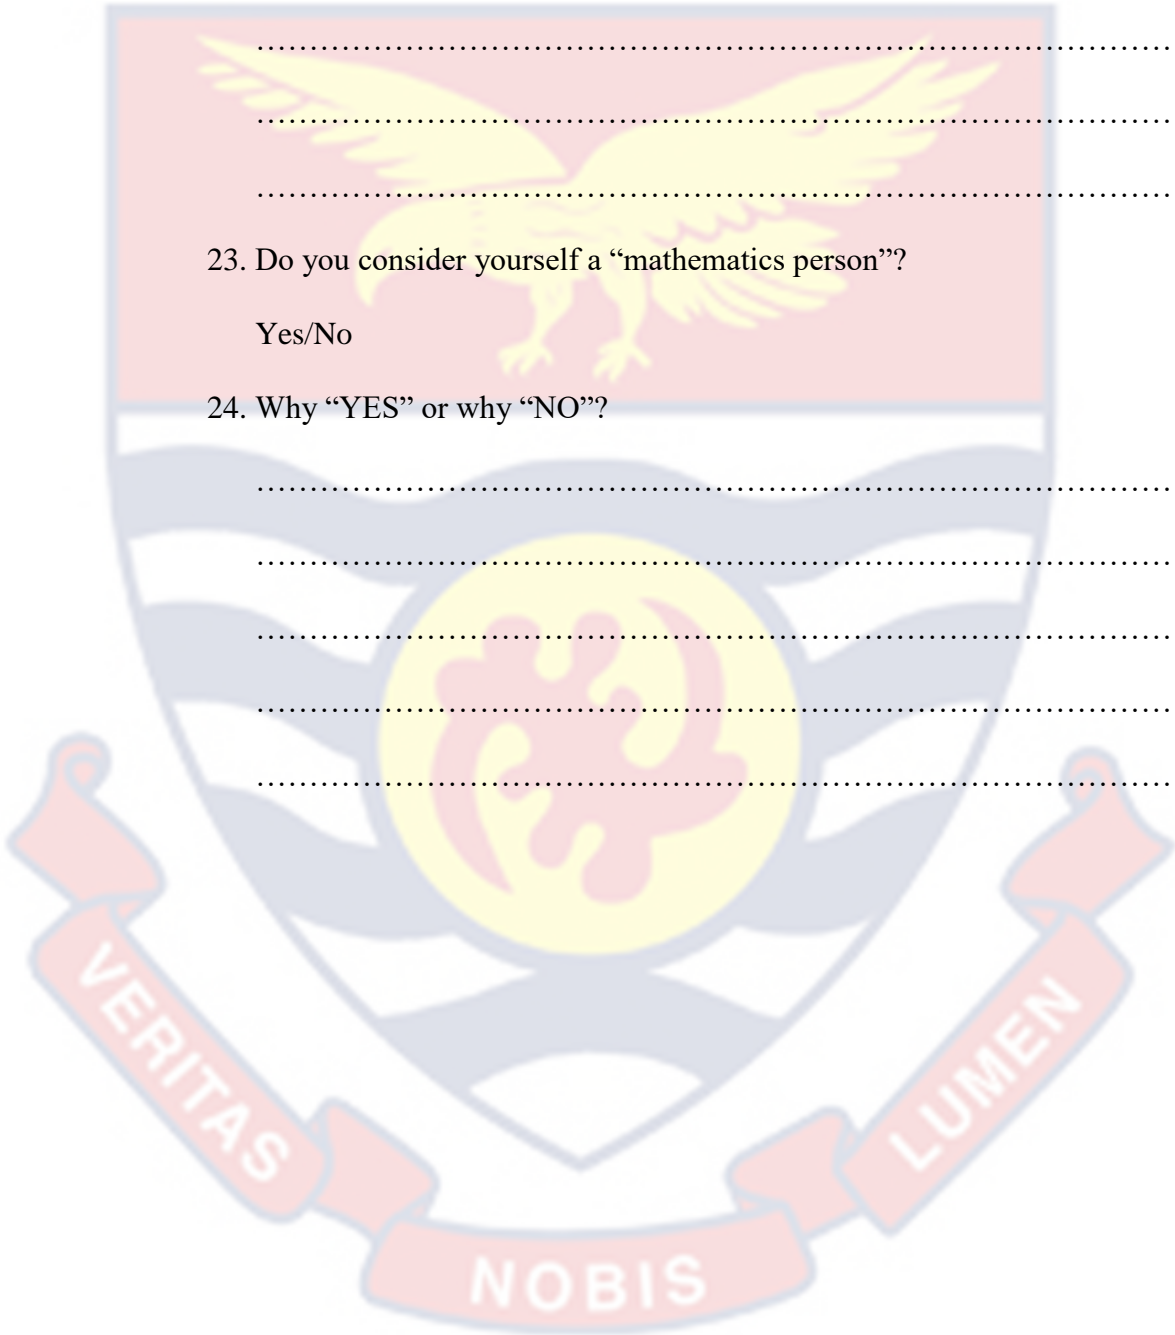 ……………………………………………………………………………
……………………………………………………………………………
……………………………………………………………………………
23. Do you consider yourself a “mathematics person”?
Yes/No
24. Why “YES” or why “NO”?
……………………………………………………………………………
……………………………………………………………………………
……………………………………………………………………………
……………………………………………………………………………
……………………………………………………………………………
VERITAS
NOBIS
LUMEN